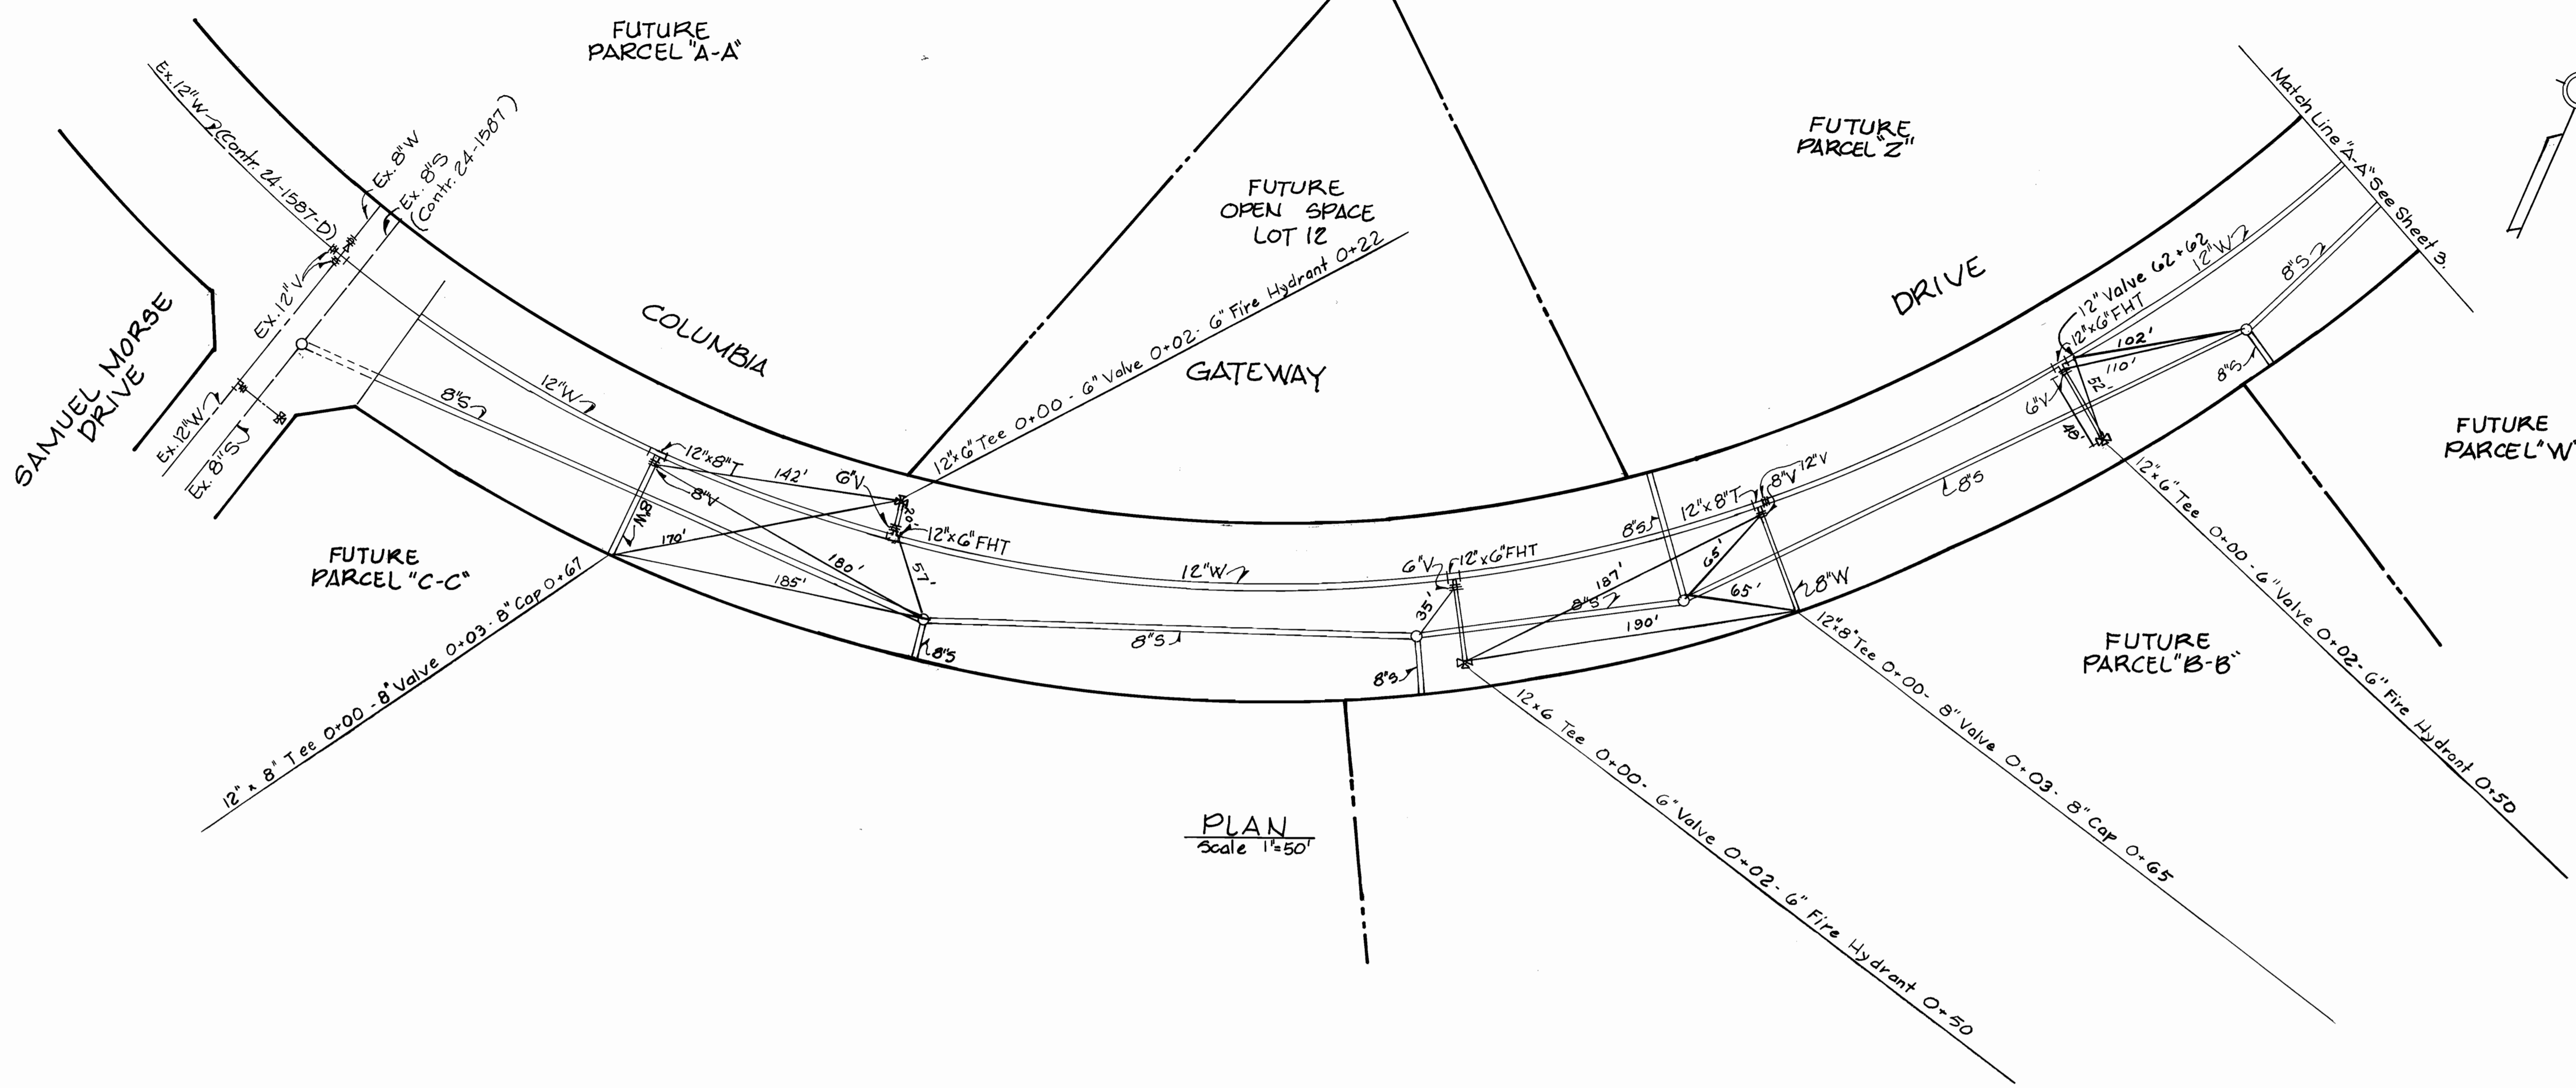 FUTURE
PARCEL "A-A"
Ex. 12"W
(Contr. 24-1587-D)
Ex. 8"W
Ex. 8"S
(Contr. 24-1587)
Ex. 12"V
SAMUEL MORSE
DRIVE
Ex. 12"W
Ex. 8"S
COLUMBIA
GATEWAY
DRIVE
FUTURE
OPEN SPACE
LOT 12
FUTURE
PARCEL "Z"
Match Line "A-A" See Sheet 3.
12"x6" Tee 0+00 - 6" Valve 0+02 - 6" Fire Hydrant 0+22
8"S
12"W
12"x8"T
8"V
8"W
142'
6"V
20'
12"x6"FHT
170'
180'
185'
57'
8"S
8"S
12"W
6"V
12"x6"FHT
35'
8"S
8"S
187'
190'
8"S
12"x8"T
8"V
12"V
65'
65'
8"W
8"S
12" Valve 62+62
12"x6"FHT
12"W
8"S
102'
110'
52'
6"V
48'
8"S
FUTURE
PARCEL "W"
FUTURE
PARCEL "C-C"
12" x 8" Tee 0+00 - 8" Valve 0+03 - 8" Cap 0+67
FUTURE
PARCEL "B-B"
12x6 Tee 0+00 - 6" Valve 0+02 - 6" Fire Hydrant 0+50
12"x8" Tee 0+00 - 8" Valve 0+03 - 8" Cap 0+65
12"x6" Tee 0+00 - 6" Valve 0+02 - 6" Fire Hydrant 0+50
PLAN
Scale 1"=50'